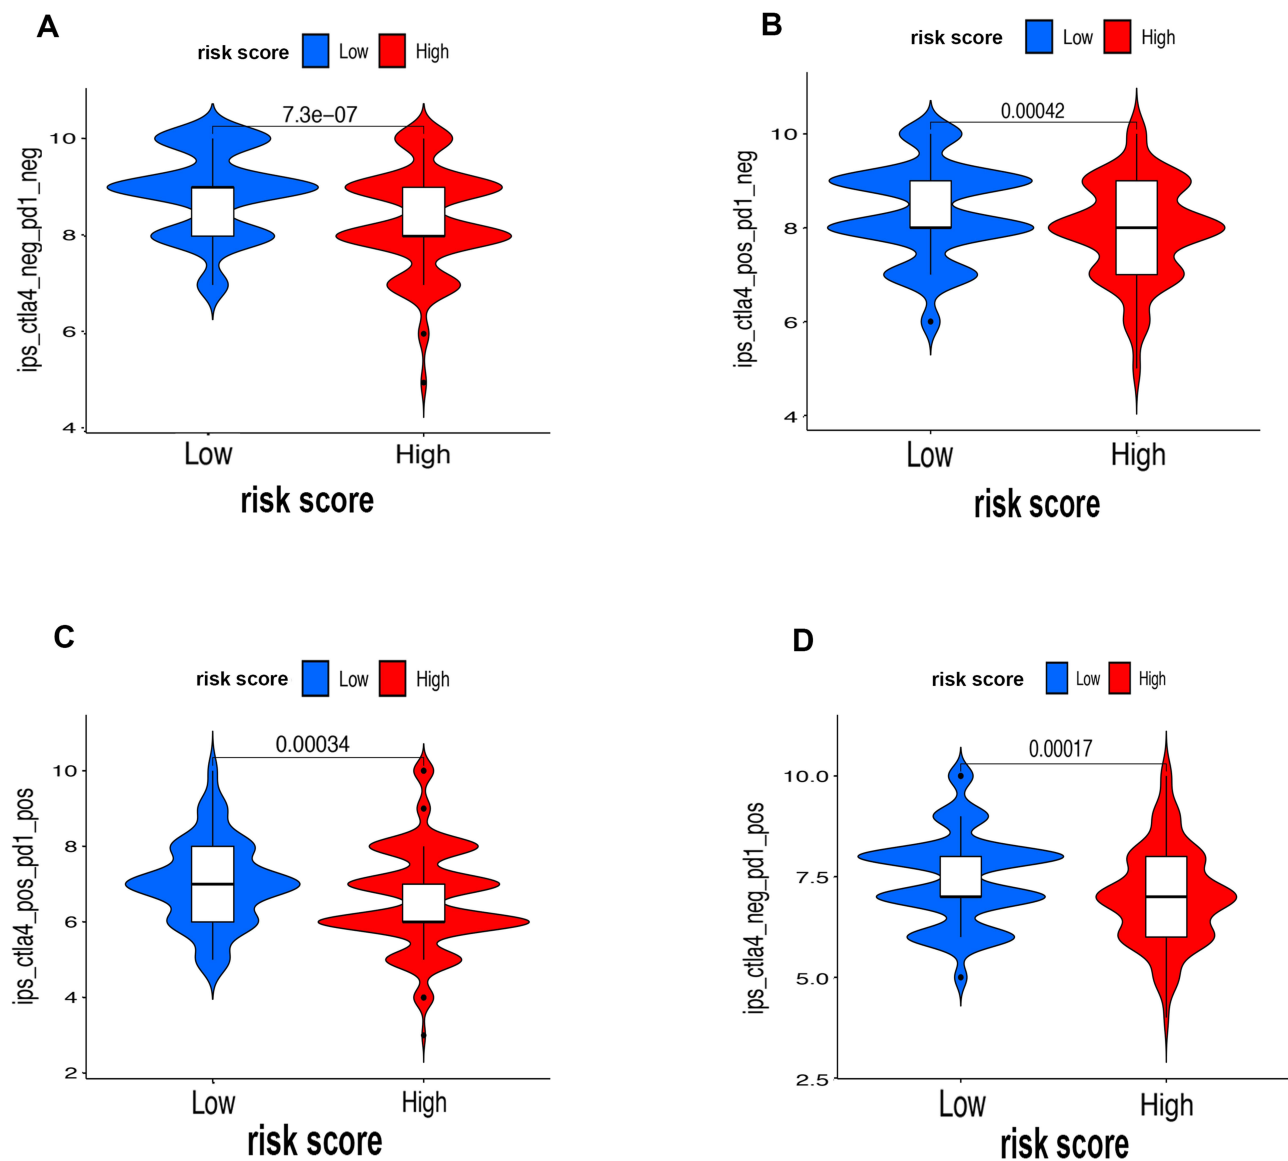 A
risk score Low High
7.3e−07
10
8
6
4
ips_ctla4_neg_pd1_neg
Low High
risk score
B
risk score Low High
0.00042
10
8
6
4
ips_ctla4_pos_pd1_neg
Low High
risk score
C
risk score Low High
0.00034
10
8
6
4
2
ips_ctla4_pos_pd1_pos
Low High
risk score
D
risk score Low High
0.00017
10.0
7.5
5.0
2.5
ips_ctla4_neg_pd1_pos
Low High
risk score